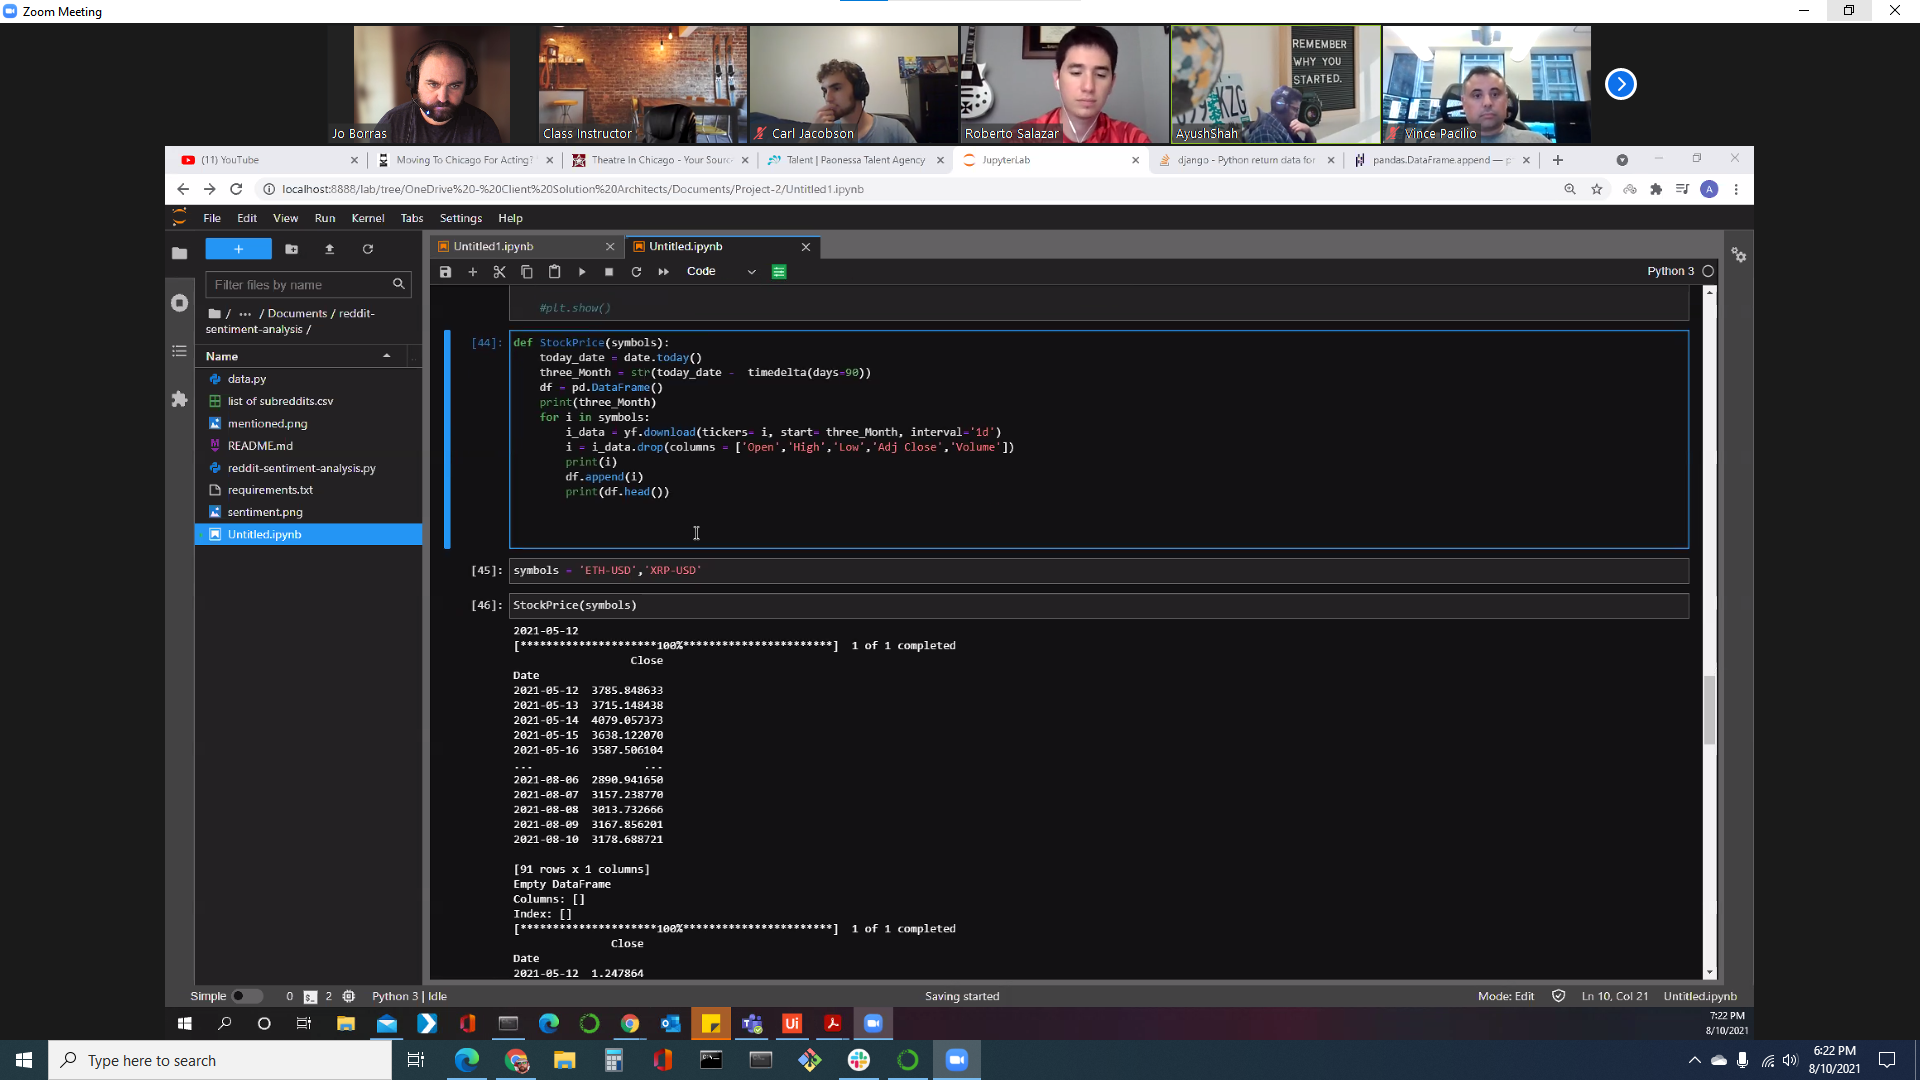 Zoom Meeting
REMEMBER
WHY YOU
STARTED.
Jo Borras
Class Instructor
Carl Jacobson
Roberto Salazar
AyushShah
Vince Pacilio
(11) YouTube
Moving To Chicago For Acting?
Theatre In Chicago - Your Source
Talent | Paonessa Talent Agency
JupyterLab
django - Python return data for
pandas.DataFrame.append — p
localhost:8888/lab/tree/OneDrive%20-%20Client%20Solution%20Architects/Documents/Project-2/Untitled1.ipynb
A
File Edit View Run Kernel Tabs Settings Help
Untitled1.ipynb
Untitled.ipynb
Code
Python 3
Filter files by name
/ ··· / Documents / reddit-
sentiment-analysis /
Name
data.py
list of subreddits.csv
mentioned.png
README.md
reddit-sentiment-analysis.py
requirements.txt
sentiment.png
Untitled.ipynb
#plt.show()
[44]: def StockPrice(symbols):
today_date = date.today()
three_Month = str(today_date -  timedelta(days=90))
df = pd.DataFrame()
print(three_Month)
for i in symbols:
i_data = yf.download(tickers= i, start= three_Month, interval='1d')
i = i_data.drop(columns = ['Open','High','Low','Adj Close','Volume'])
print(i)
df.append(i)
print(df.head())
[45]: symbols = 'ETH-USD','XRP-USD'
[46]: StockPrice(symbols)
2021-05-12
[*********************100%***********************]  1 of 1 completed
Close
Date
2021-05-12  3785.848633
2021-05-13  3715.148438
2021-05-14  4079.057373
2021-05-15  3638.122070
2021-05-16  3587.506104
...  ...
2021-08-06  2890.941650
2021-08-07  3157.238770
2021-08-08  3013.732666
2021-08-09  3167.856201
2021-08-10  3178.688721
[91 rows x 1 columns]
Empty DataFrame
Columns: []
Index: []
[*********************100%***********************]  1 of 1 completed
Close
Date
2021-05-12  1.247864
Simple 0 2 Python 3 | Idle Saving started Mode: Edit Ln 10, Col 21 Untitled.ipynb
Ui
7:22 PM
8/10/2021
Type here to search
6:22 PM
8/10/2021